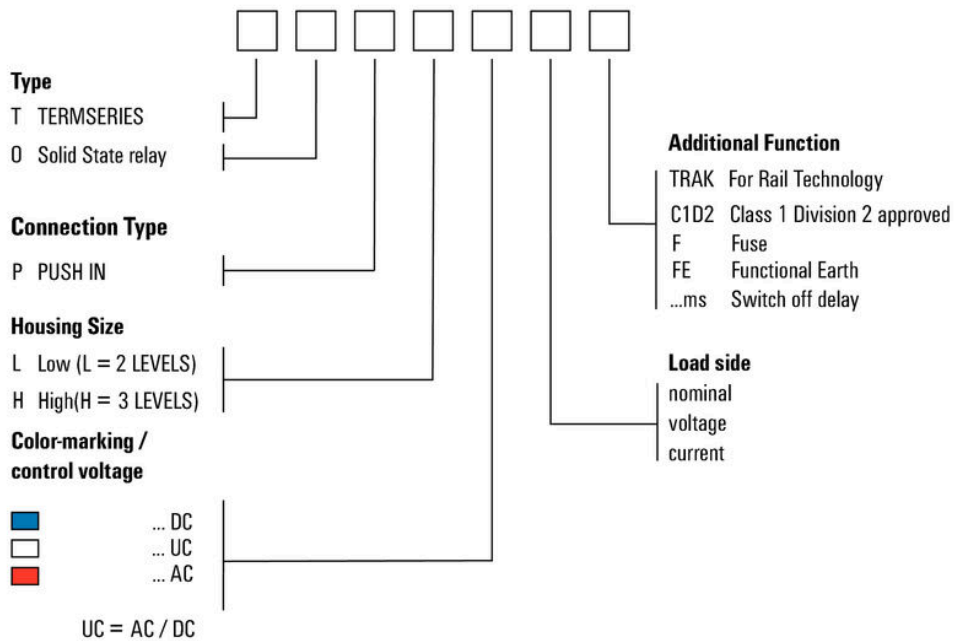 Type
T TERMSERIES
O Solid State relay
Connection Type
P PUSH IN
Housing Size
L Low (L = 2 LEVELS)
H High(H = 3 LEVELS)
Color-marking /
control voltage
... DC
... UC
... AC
UC = AC / DC
Additional Function
TRAK For Rail Technology
C1D2 Class 1 Division 2 approved
F Fuse
FE Functional Earth
...ms Switch off delay
Load side
nominal
voltage
current